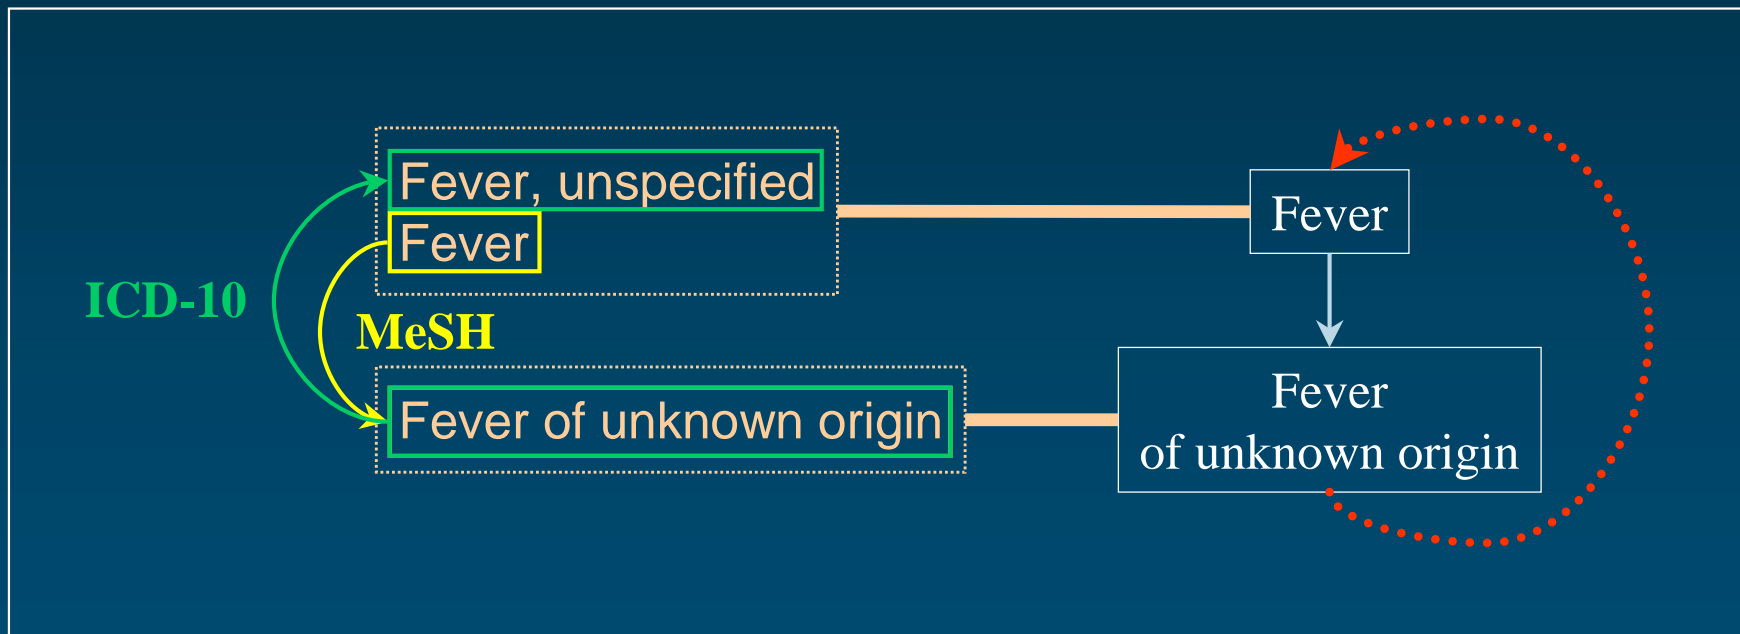 Fever, unspecified
Fever
ICD-10
MeSH
Fever of unknown origin
Fever
Fever
of unknown origin